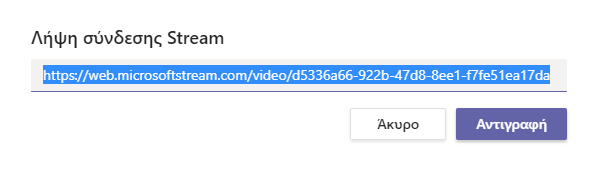 Λήψη σύνδεσης Stream
https://web.microsoftstream.com/video/d5336a66-922b-47d8-8ee1-f7fe51ea17da
Άκυρο Αντιγραφή